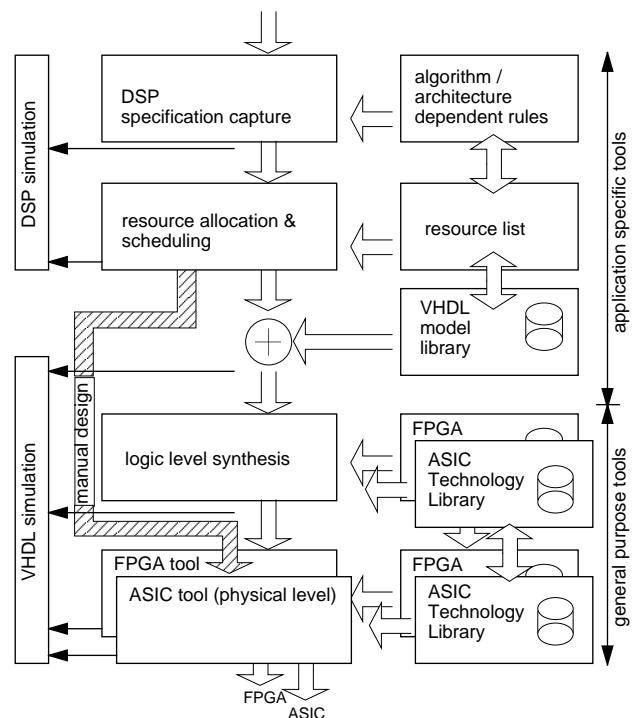 DSP
specification capture
algorithm /
architecture
dependent rules
DSP simulation
application specific tools
resource allocation &
scheduling
resource list
VHDL
model
library
manual design
VHDL simulation
logic level synthesis
FPGA
ASIC
Technology
Library
general purpose tools
FPGA tool
ASIC tool (physical level)
FPGA
ASIC
Technology
Library
FPGA
ASIC